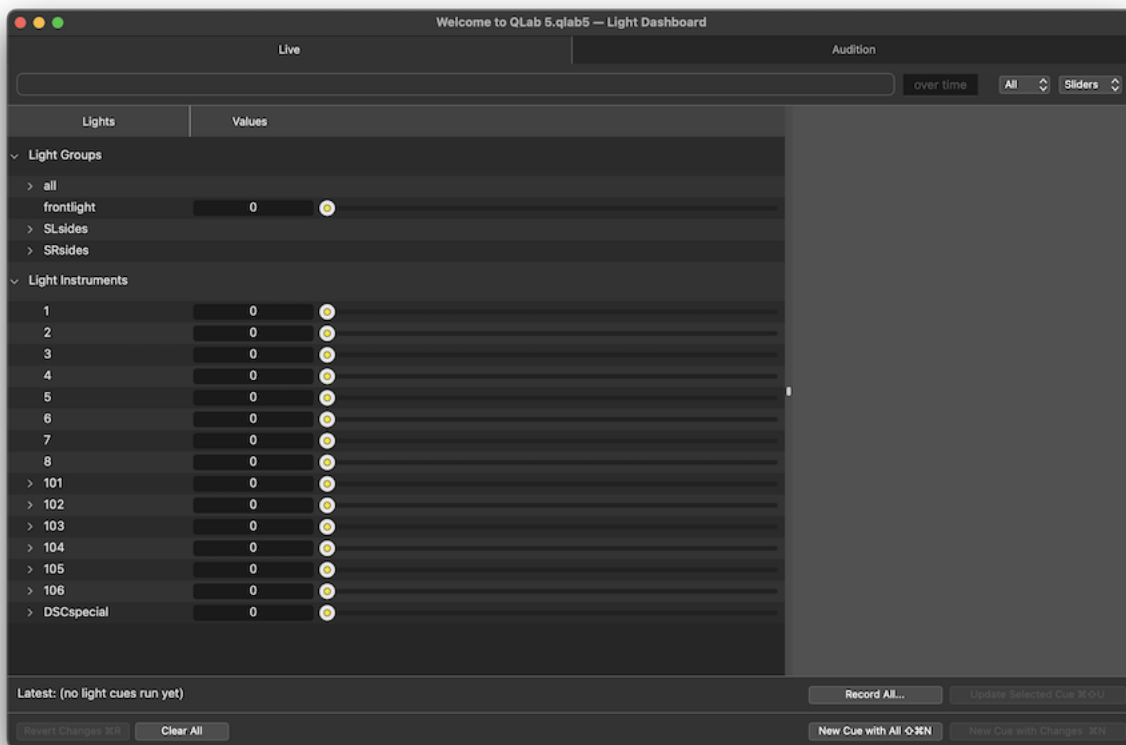 Welcome to QLab 5.qlab5 — Light Dashboard
Live Audition
over time All Sliders
Lights Values
Light Groups
all
frontlight 0
SLsides
SRsides
Light Instruments
1 0
2 0
3 0
4 0
5 0
6 0
7 0
8 0
101 0
102 0
103 0
104 0
105 0
106 0
DSCspecial 0
Latest: (no light cues run yet) Record All... Update Selected Cue ⌘⇧U
Revert Changes ⌘R Clear All New Cue with All ⇧⌘N New Cue with Changes ⌘N